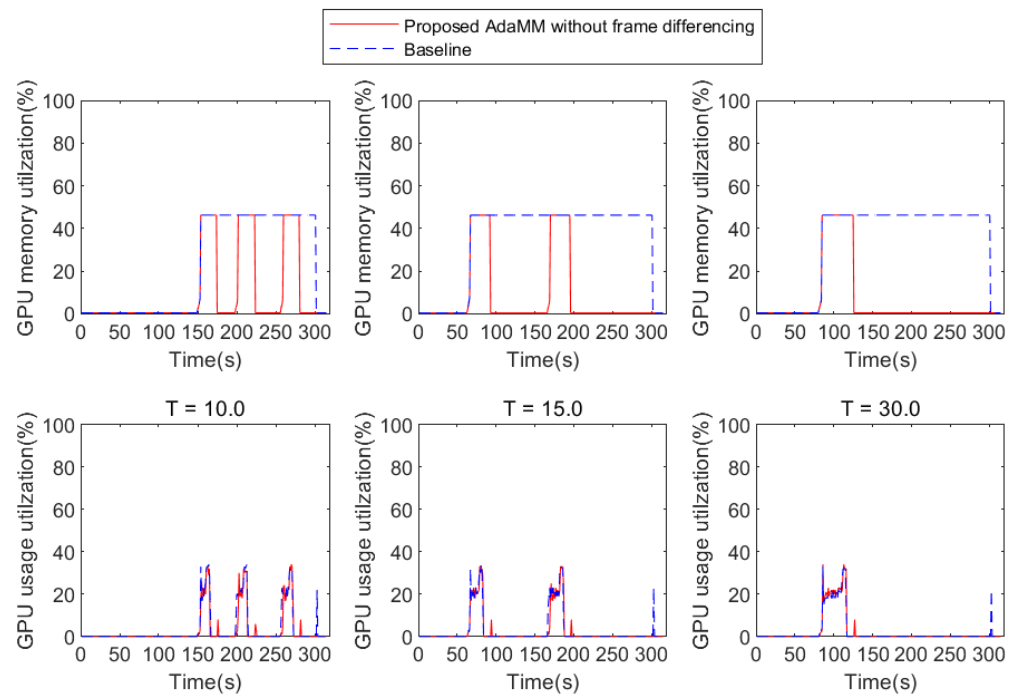 Proposed AdaMM without frame differencing
Baseline
GPU memory utilzation(%)
100
80
60
40
20
0
0 50 100 150 200 250 300
Time(s)
GPU memory utilzation(%)
100
80
60
40
20
0
0 50 100 150 200 250 300
Time(s)
GPU memory utilzation(%)
100
80
60
40
20
0
0 50 100 150 200 250 300
Time(s)
T = 10.0
GPU usage utilzation(%)
100
80
60
40
20
0
0 50 100 150 200 250 300
Time(s)
T = 15.0
GPU usage utilzation(%)
100
80
60
40
20
0
0 50 100 150 200 250 300
Time(s)
T = 30.0
GPU usage utilzation(%)
100
80
60
40
20
0
0 50 100 150 200 250 300
Time(s)